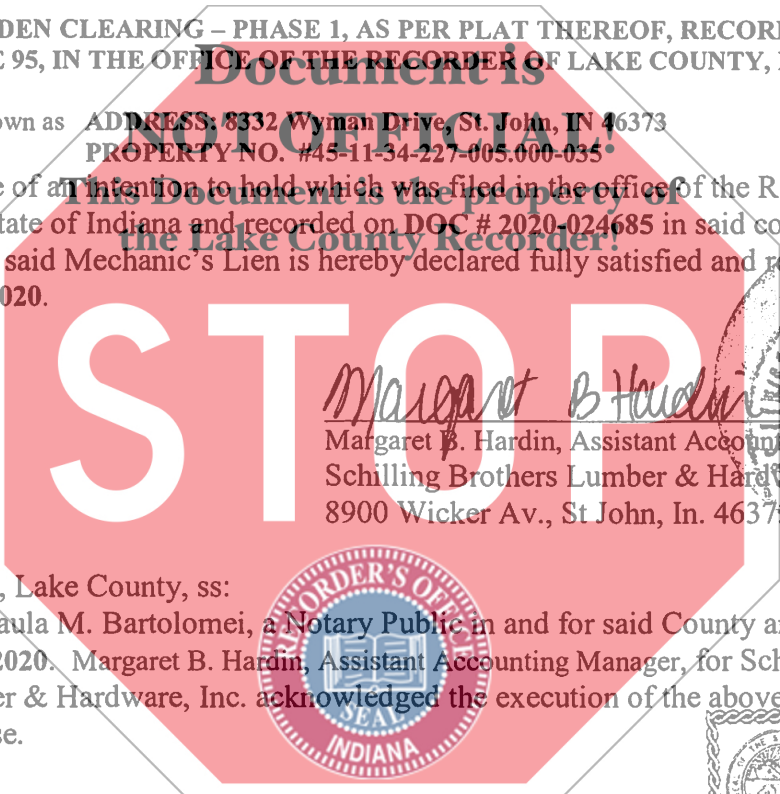 DEN CLEARING – PHASE 1, AS PER PLAT THEREOF, RECORI
E 95, IN THE OFFICE OF THE RECORDER OF LAKE COUNTY,
Document is
own as ADDRESS: 8332 Wyman Drive, St. John, IN 46373
NOT OFFICIAL!
PROPERTY NO. #45-11-34-227-005.000-035
e of an intention to hold which was filed in the office of the R
This Document is the property of
tate of Indiana and recorded on DOC # 2020-024685 in said co
the Lake County Recorder!
said Mechanic's Lien is hereby declared fully satisfied and re
020.
STOP
Margaret B Hardin
Margaret B. Hardin, Assistant Accoun
Schilling Brothers Lumber & Hardw
8900 Wicker Av., St John, In. 4637
, Lake County, ss:
aula M. Bartolomei, a Notary Public in and for said County a
2020. Margaret B. Hardin, Assistant Accounting Manager, for Sch
er & Hardware, Inc. acknowledged the execution of the above
se.
RECORDER'S OFFICE
SEAL
INDIANA